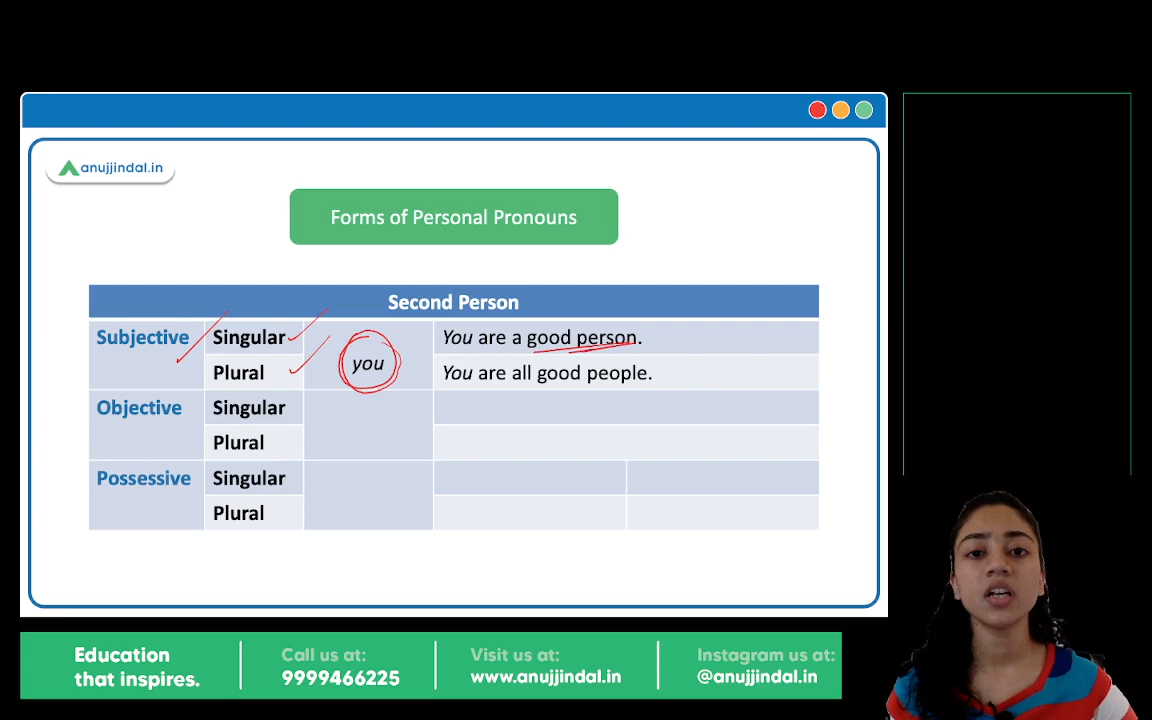 anujjindal.in
Forms of Personal Pronouns
Second Person
Subjective Singular you You are a good person.
Plural You are all good people.
Objective Singular
Plural
Possessive Singular
Plural
Education that inspires.
Call us at:
9999466225
Visit us at:
www.anujjindal.in
Instagram us at:
@anujjindal.in